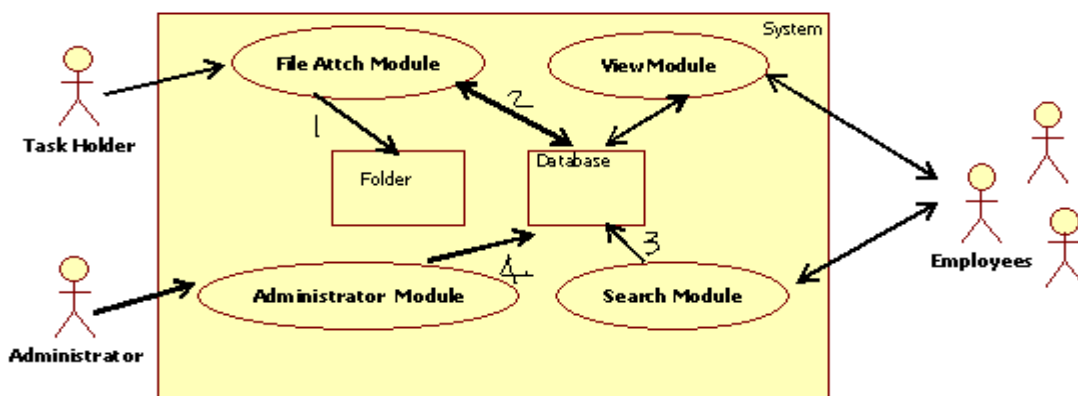 System
File Attch Module
View Module
1
2
Task Holder
Database
Folder
3
4
Employees
Administrator Module
Search Module
Administrator